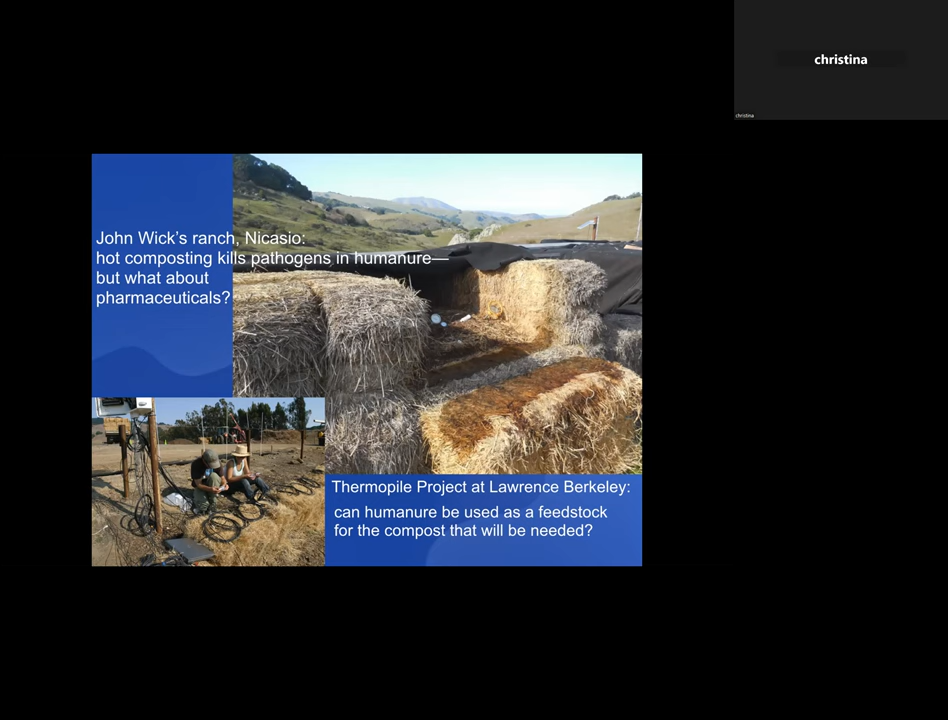 christina
christina
John Wick's ranch, Nicasio:
hot composting kills pathogens in humanure—
but what about
pharmaceuticals?
Thermopile Project at Lawrence Berkeley:
can humanure be used as a feedstock
for the compost that will be needed?